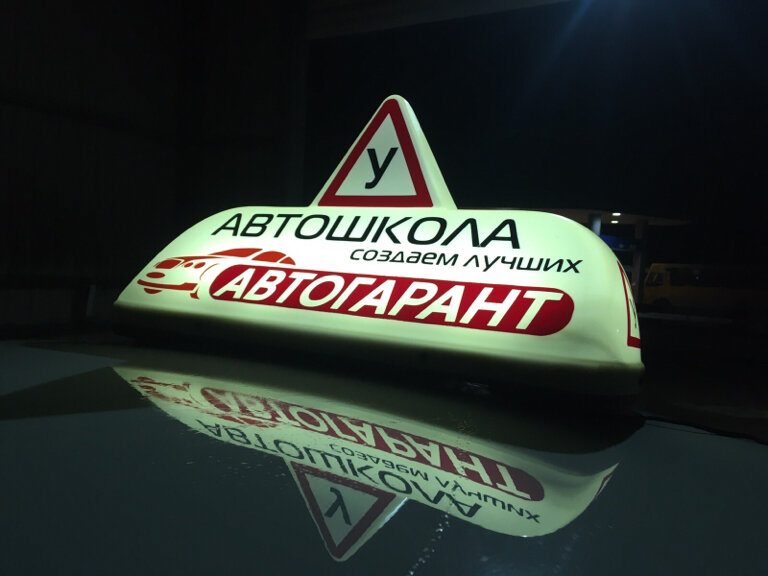 У
АВТОШКОЛА
создаем лучших
АВТОГАРАНТ